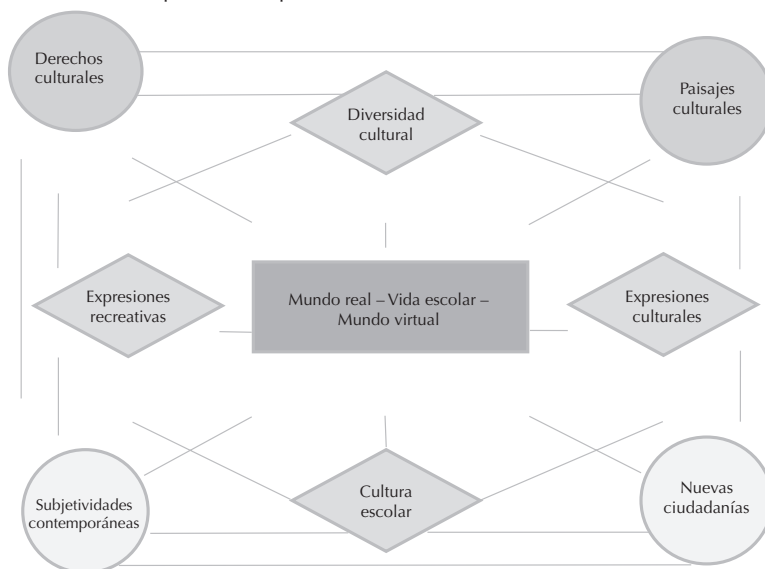 Derechos
culturales
Paisajes
culturales
Diversidad
cultural
Expresiones
recreativas
Mundo real – Vida escolar –
Mundo virtual
Expresiones
culturales
Subjetividades
contemporáneas
Cultura
escolar
Nuevas
ciudadanías